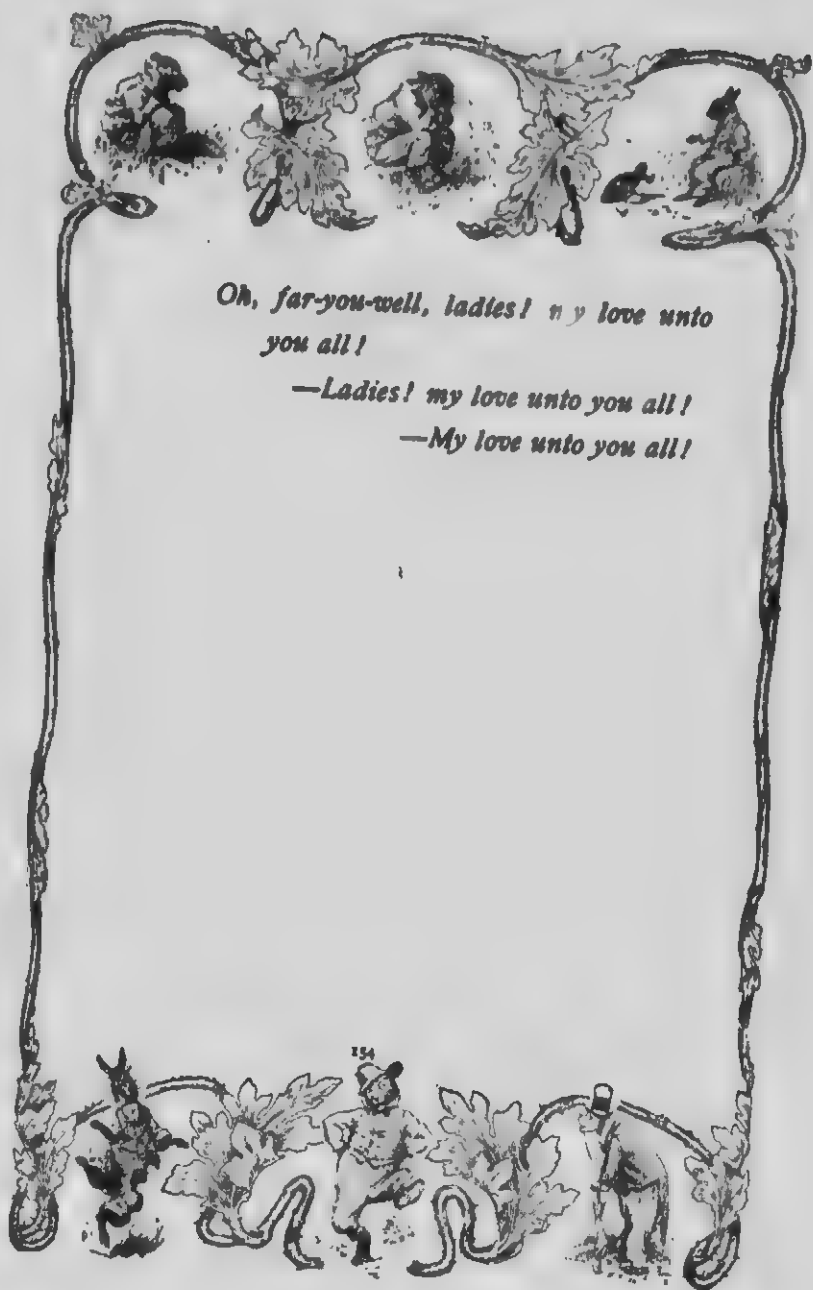 Oh, far-you-well, ladies! my love unto
you all!
—Ladies! my love unto you all!
—My love unto you all!
154